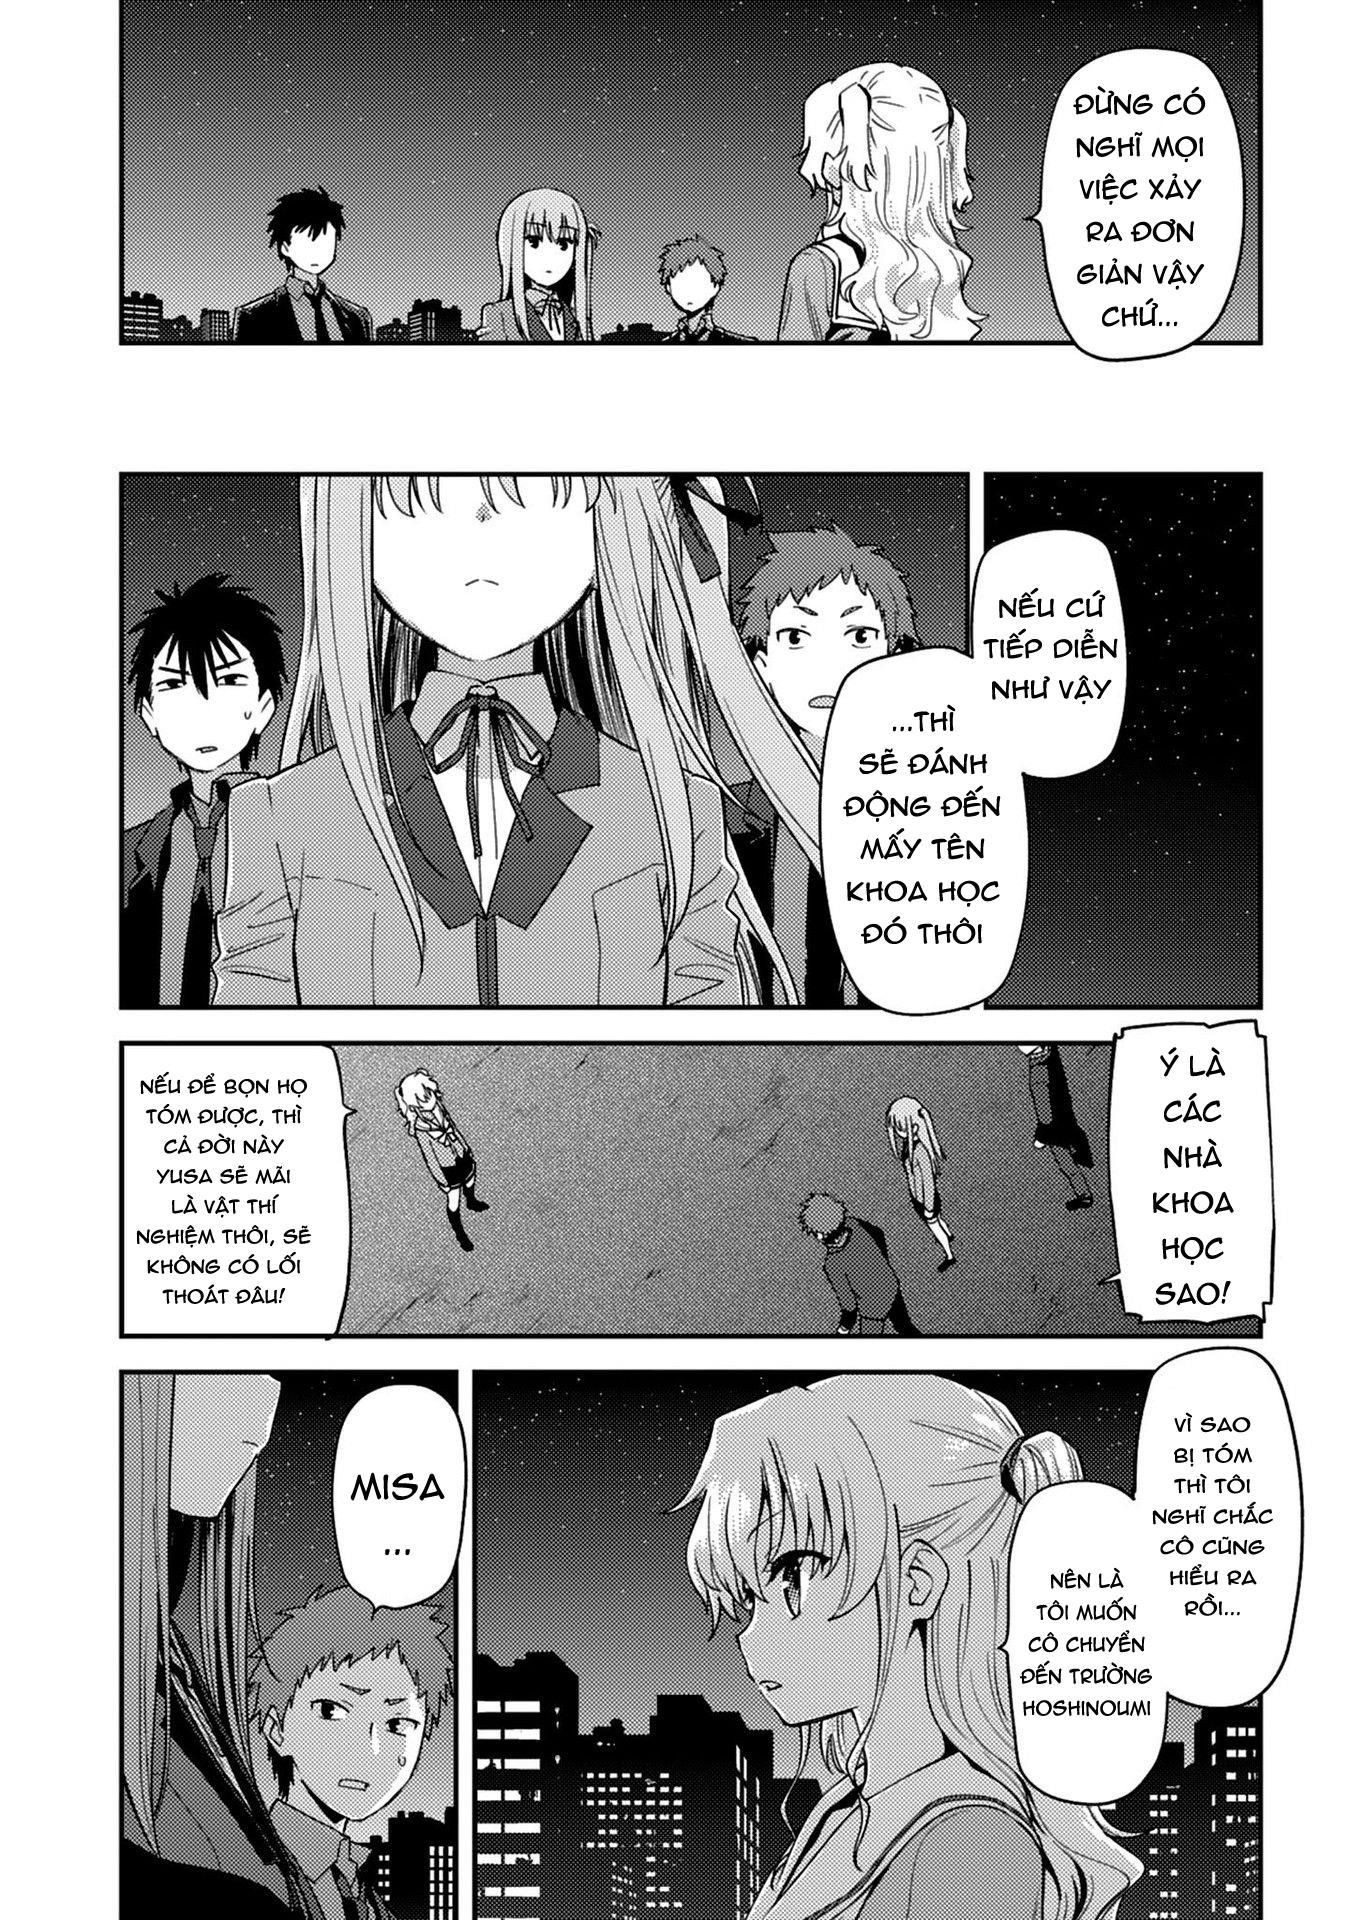 ĐỪNG CÓ
NGHĨ MỌI
VIỆC XẢY
RA ĐƠN
GIẢN VẬY
CHỨ...
NẾU CỨ
TIẾP DIỄN
NHƯ VẬY
...THÌ
SẼ ĐÁNH
ĐỘNG ĐẾN
MẤY TÊN
KHOA HỌC
ĐÓ THÔI
Ý LÀ
CÁC
NHÀ
KHOA
HỌC
SAO!
NẾU ĐỂ BỌN HỌ
TÓM ĐƯỢC, THÌ
CẢ ĐỜI NÀY
YUSA SẼ MÃI
LÀ VẬT THÍ
NGHIỆM THÔI, SẼ
KHÔNG CÓ LỐI
THOÁT ĐÂU!
VÌ SAO
BỊ TÓM
THÌ TÔI
NGHĨ CHẮC
CÔ CŨNG
HIỂU RA
RỒI...
NÊN LÀ
TÔI MUỐN
CÔ CHUYỂN
ĐẾN TRƯỜNG
HOSHINOUMI
MISA
...